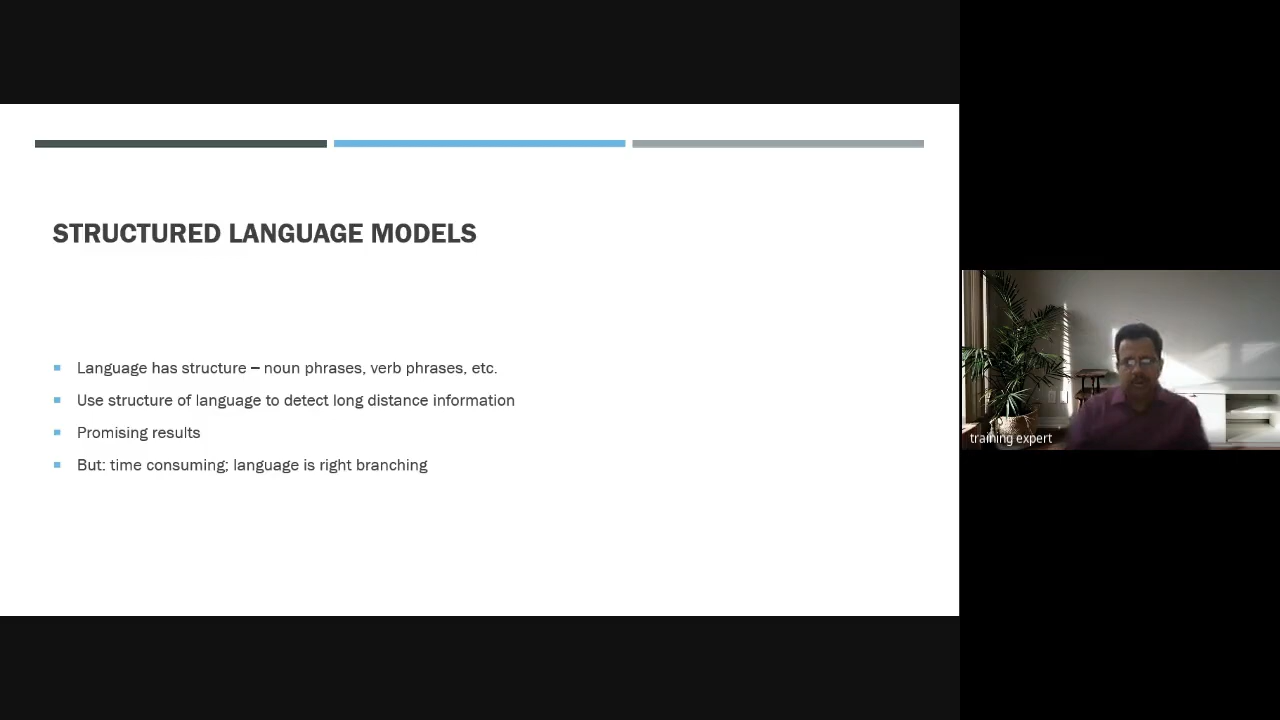 STRUCTURED LANGUAGE MODELS
Language has structure – noun phrases, verb phrases, etc.
Use structure of language to detect long distance information
Promising results
But: time consuming; language is right branching
training expert